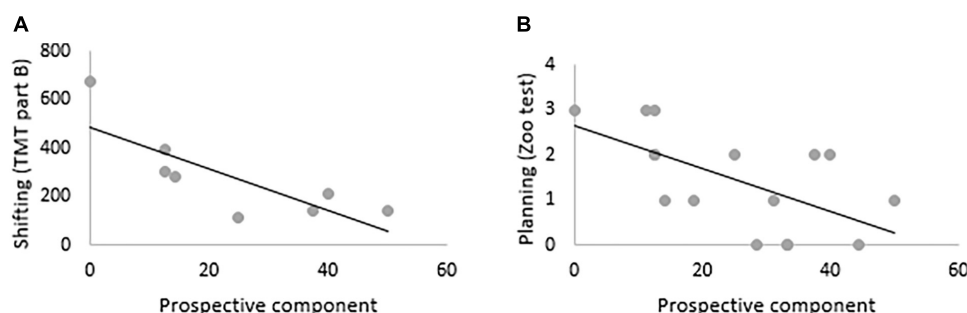 A
Shifting (TMT part B)
800
600
400
200
0
0 20 40 60
Prospective component
B
Planning (Zoo test)
4
3
2
1
0
0 20 40 60
Prospective component